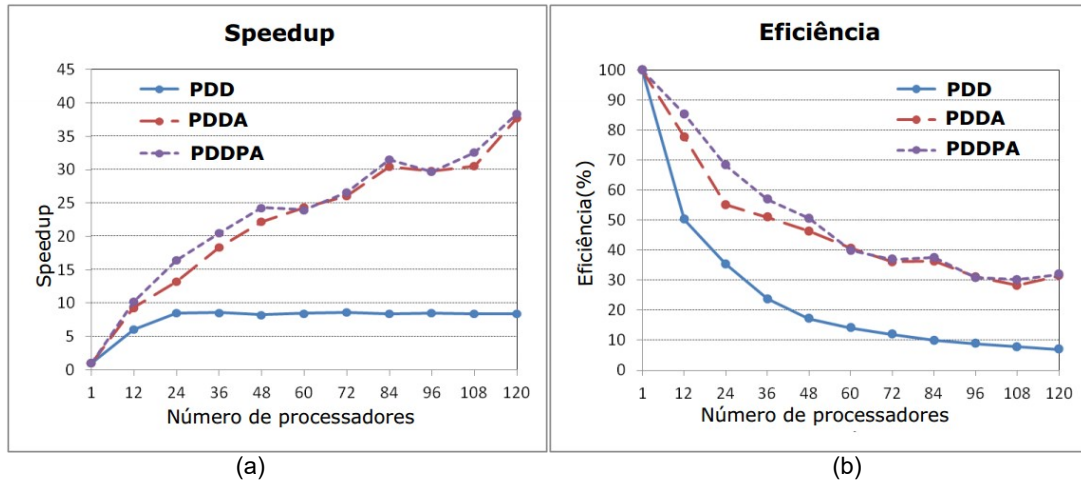 Speedup
45
40
35
30
25
20
15
10
5
0
Speedup
PDD
PDDA
PDDPA
1 12 24 36 48 60 72 84 96 108 120
Número de processadores
(a)
Eficiência
100
90
80
70
60
50
40
30
20
10
0
Eficiência(%)
PDD
PDDA
PDDPA
1 12 24 36 48 60 72 84 96 108 120
Número de processadores
(b)